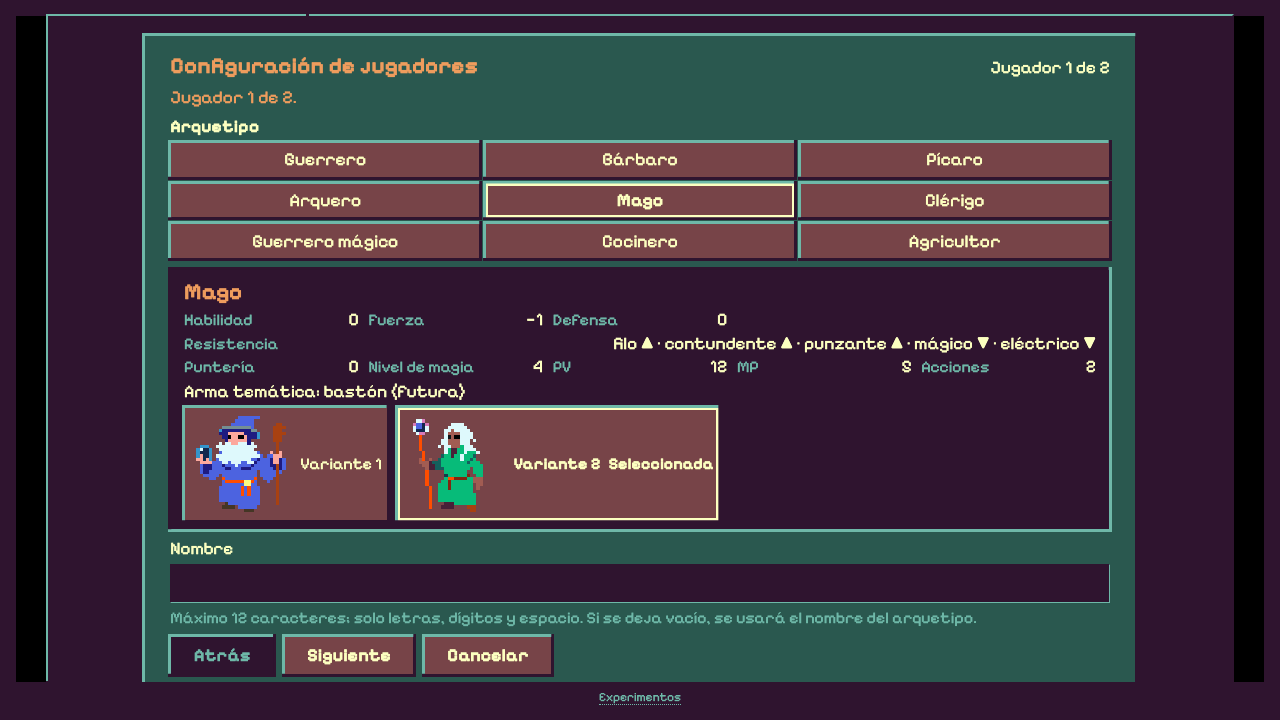 Configuración de jugadores
Jugador 1 de 2
Jugador 1 de 2.
Arquetipo
Guerrero Bárbaro Pícaro
Arquero Mago Clérigo
Guerrero mágico Cocinero Agricultor
Mago
Habilidad 0 Fuerza -1 Defensa 0
Resistencia filo ▲ · contundente ▲ · punzante ▲ · mágico ▼ · eléctrico ▼
Puntería 0 Nivel de magia 4 PV 12 MP 9 Acciones 2
Arma temática: bastón (futura)
Variante 1
Variante 2 Seleccionada
Nombre
Máximo 12 caracteres: solo letras, dígitos y espacio. Si se deja vacío, se usará el nombre del arquetipo.
Atrás Siguiente Cancelar
Experimentos